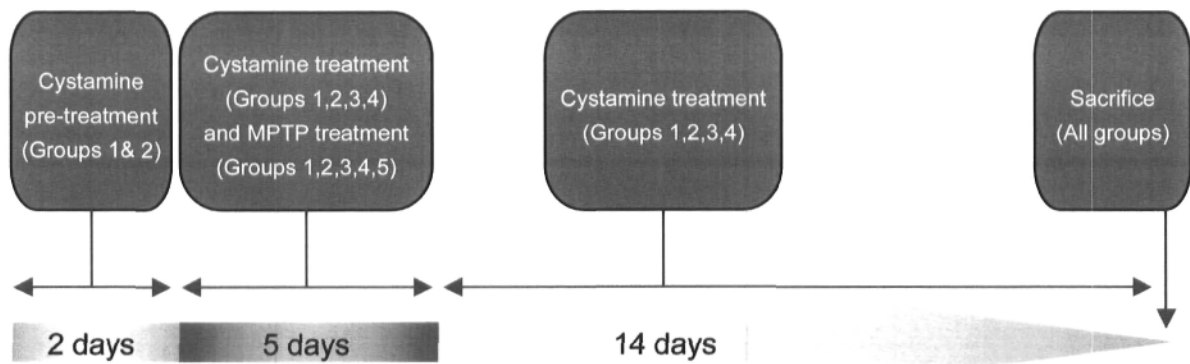 Cystamine
pre-treatment
(Groups 1& 2)
Cystamine treatment
(Groups 1,2,3,4)
and MPTP treatment
(Groups 1,2,3,4,5)
Cystamine treatment
(Groups 1,2,3,4)
Sacrifice
(All groups)
2 days
5 days
14 days